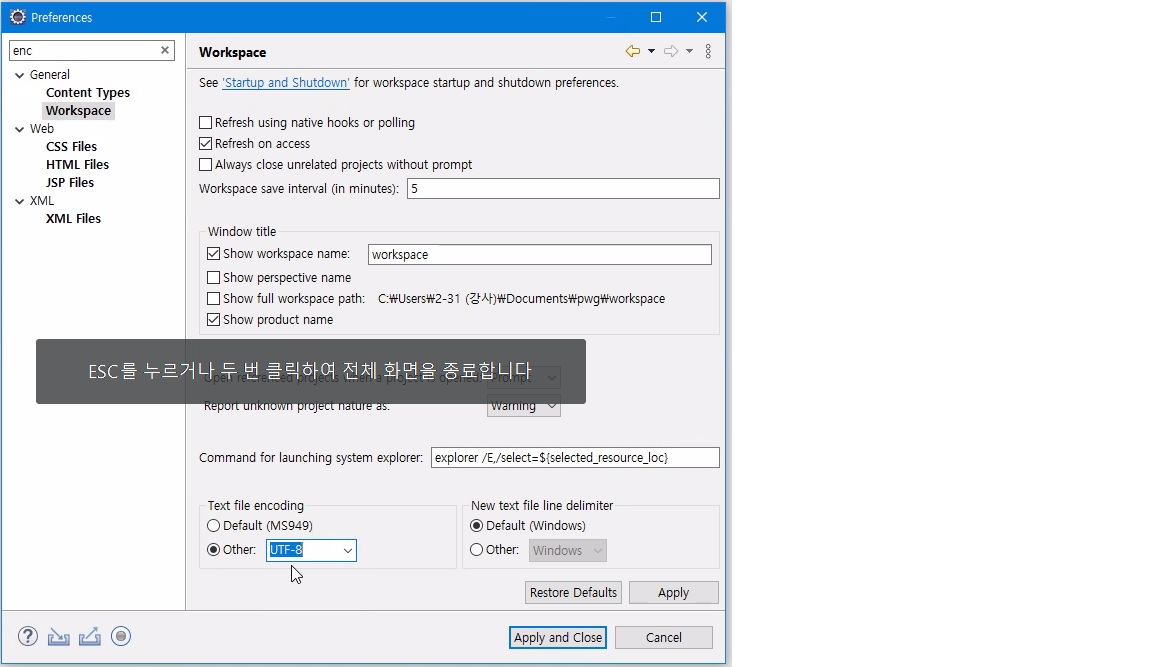 Preferences
enc
General
Content Types
Workspace
Web
CSS Files
HTML Files
JSP Files
XML
XML Files
Workspace
See 'Startup and Shutdown' for workspace startup and shutdown preferences.
Refresh using native hooks or polling
Refresh on access
Always close unrelated projects without prompt
Workspace save interval (in minutes): 5
Window title
Show workspace name: workspace
Show perspective name
Show full workspace path: C:₩Users₩2-31 (강사)₩Documents₩pwg₩workspace
Show product name
ESC를 누르거나 두 번 클릭하여 전체 화면을 종료합니다
Open referenced projects when a project is opened: Prompt
Report unknown project nature as: Warning
Command for launching system explorer: explorer /E,/select=${selected_resource_loc}
Text file encoding
Default (MS949)
Other: UTF-8
New text file line delimiter
Default (Windows)
Other: Windows
Restore Defaults Apply
Apply and Close Cancel